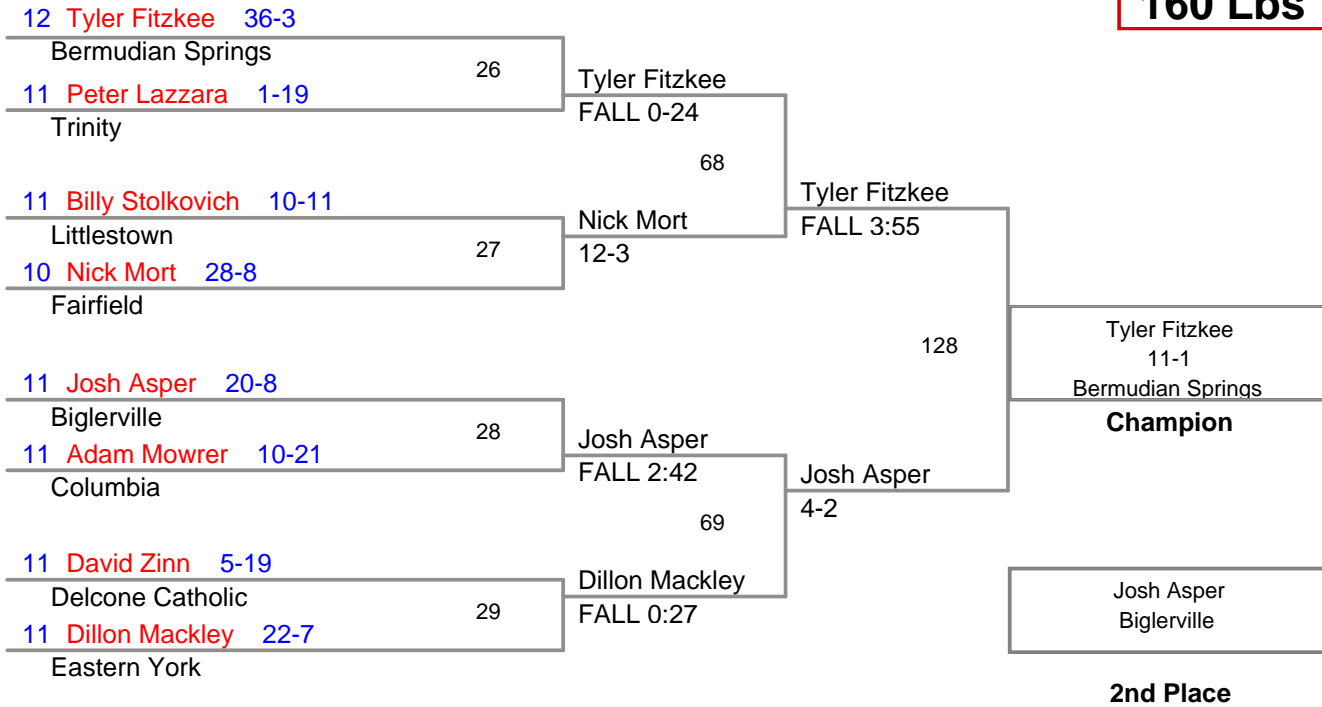 160 Lbs
12 Tyler Fitzkee 36-3
Bermudian Springs
26
11 Peter Lazzara 1-19
Trinity
Tyler Fitzkee
FALL 0-24
68
11 Billy Stolkovich 10-11
Littlestown
27
10 Nick Mort 28-8
Fairfield
Nick Mort
12-3
Tyler Fitzkee
FALL 3:55
128
11 Josh Asper 20-8
Biglerville
28
11 Adam Mowrer 10-21
Columbia
Josh Asper
FALL 2:42
69
Josh Asper
4-2
11 David Zinn 5-19
Delcone Catholic
29
11 Dillon Mackley 22-7
Eastern York
Dillon Mackley
FALL 0:27
Tyler Fitzkee
11-1
Bermudian Springs
Champion
Josh Asper
Biglerville
2nd Place